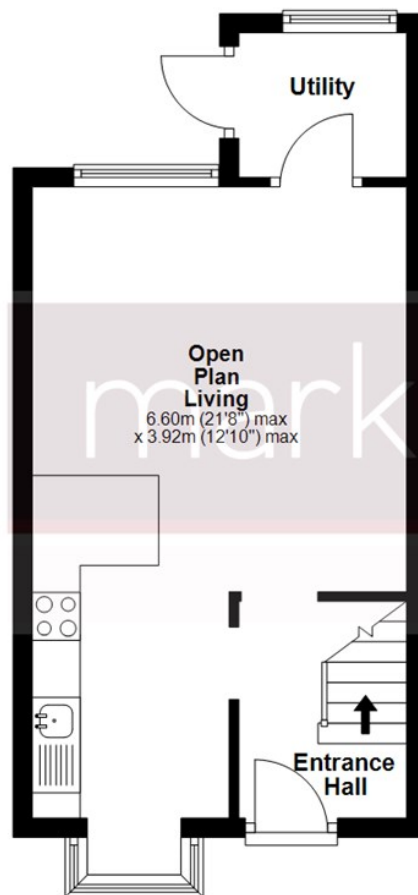 Utility
Open
Plan
Living
6.60m (21'8") max
x 3.92m (12'10") max
mark
Entrance
Hall